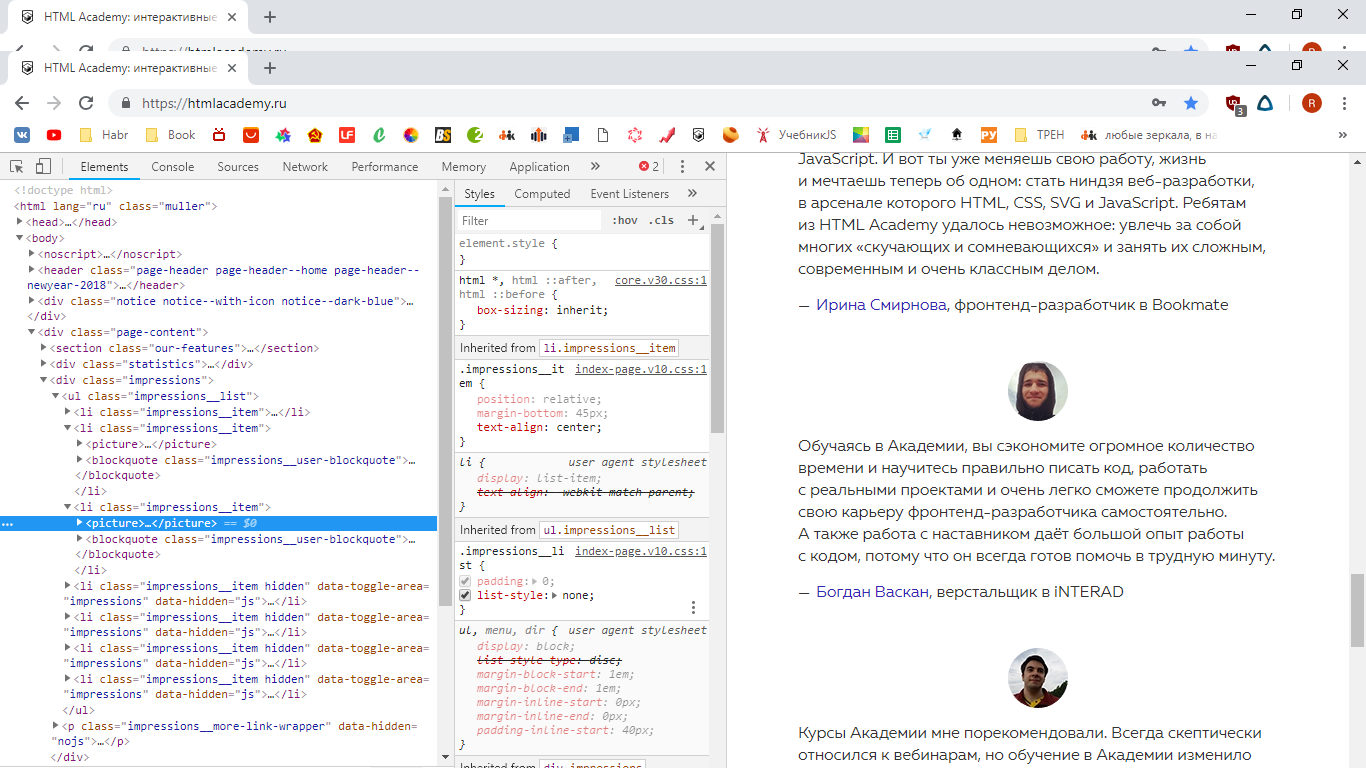 HTML Academy: интерактивные
HTML Academy: интерактивные
https://htmlacademy.ru
Habr
Book
УчебникJS
ТРЕН
любые зеркала, в на
Elements Console Sources Network Performance Memory Application » 2
<!doctype html>
<html lang="ru" class="muller">
<head>…</head>
<body>
<noscript>…</noscript>
<header class="page-header page-header--home page-header--
newyear-2018">…</header>
<div class="notice notice--with-icon notice--dark-blue">…
</div>
<div class="page-content">
<section class="our-features">…</section>
<div class="statistics">…</div>
<div class="impressions">
<ul class="impressions__list">
<li class="impressions__item">…</li>
<li class="impressions__item">
<picture>…</picture>
<blockquote class="impressions__user-blockquote">…
</blockquote>
</li>
<li class="impressions__item">
<picture>…</picture> == $0
<blockquote class="impressions__user-blockquote">…
</blockquote>
</li>
<li class="impressions__item hidden" data-toggle-area=
"impressions" data-hidden="js">…</li>
<li class="impressions__item hidden" data-toggle-area=
"impressions" data-hidden="js">…</li>
<li class="impressions__item hidden" data-toggle-area=
"impressions" data-hidden="js">…</li>
<li class="impressions__item hidden" data-toggle-area=
"impressions" data-hidden="js">…</li>
</ul>
<p class="impressions__more-link-wrapper" data-hidden=
"nojs">…</p>
</div>
Styles Computed Event Listeners »
Filter :hov .cls +
element.style {
}
html *, html ::after, core.v30.css:1
html ::before {
box-sizing: inherit;
}
Inherited from li.impressions__item
.impressions__it index-page.v10.css:1
em {
position: relative;
margin-bottom: 45px;
text-align: center;
}
li { user agent stylesheet
display: list-item;
text-align: -webkit-match-parent;
}
Inherited from ul.impressions__list
.impressions__li index-page.v10.css:1
st {
padding: 0;
list-style: none;
}
ul, menu, dir { user agent stylesheet
display: block;
list-style-type: disc;
margin-block-start: 1em;
margin-block-end: 1em;
margin-inline-start: 0px;
margin-inline-end: 0px;
padding-inline-start: 40px;
}
Inherited from div.impressions
JavaScript. И вот ты уже меняешь свою работу, жизнь
и мечтаешь теперь об одном: стать ниндзя веб-разработки,
в арсенале которого HTML, CSS, SVG и JavaScript. Ребятам
из HTML Academy удалось невозможное: увлечь за собой
многих «скучающих и сомневающихся» и занять их сложным,
современным и очень классным делом.
— Ирина Смирнова, фронтенд-разработчик в Bookmate
Обучаясь в Академии, вы сэкономите огромное количество
времени и научитесь правильно писать код, работать
с реальными проектами и очень легко сможете продолжить
свою карьеру фронтенд-разработчика самостоятельно.
А также работа с наставником даёт большой опыт работы
с кодом, потому что он всегда готов помочь в трудную минуту.
— Богдан Васкан, верстальщик в iNTERAD
Курсы Академии мне порекомендовали. Всегда скептически
относился к вебинарам, но обучение в Академии изменило